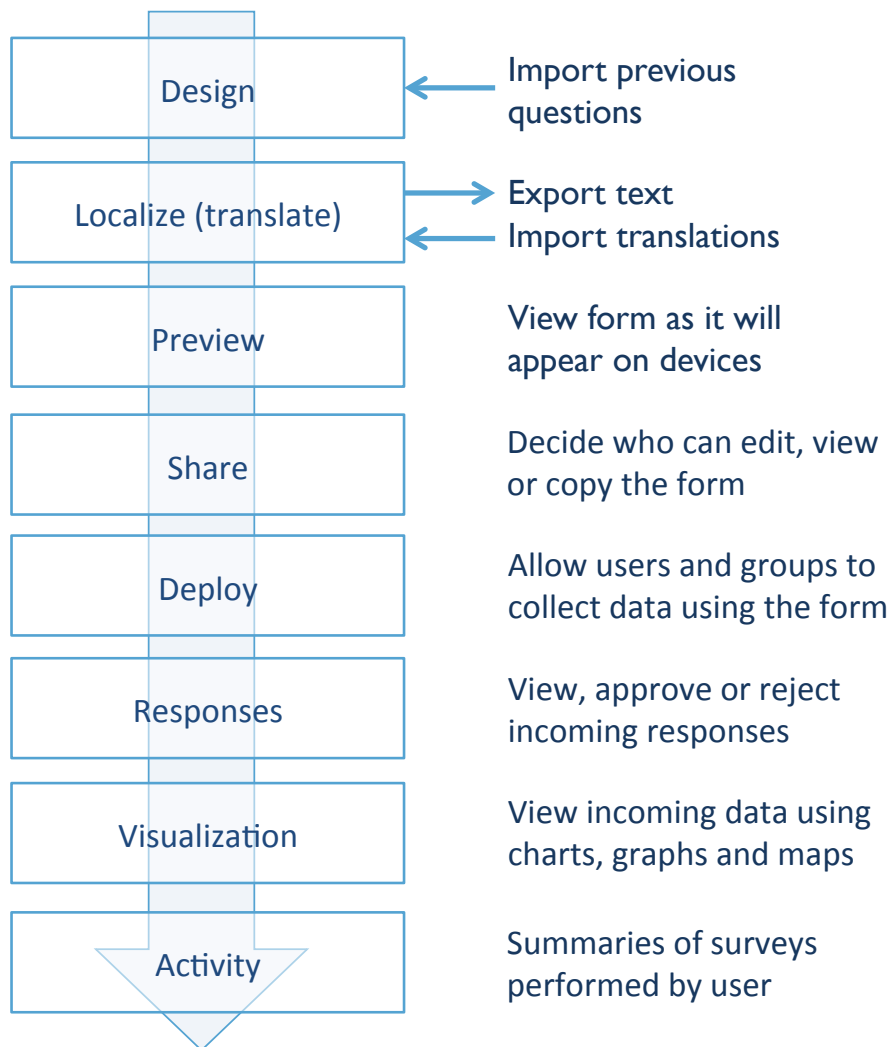 Design
Import previous
questions
Localize (translate)
Export text
Import translations
Preview
View form as it will
appear on devices
Share
Decide who can edit, view
or copy the form
Deploy
Allow users and groups to
collect data using the form
Responses
View, approve or reject
incoming responses
Visualization
View incoming data using
charts, graphs and maps
Activity
Summaries of surveys
performed by user